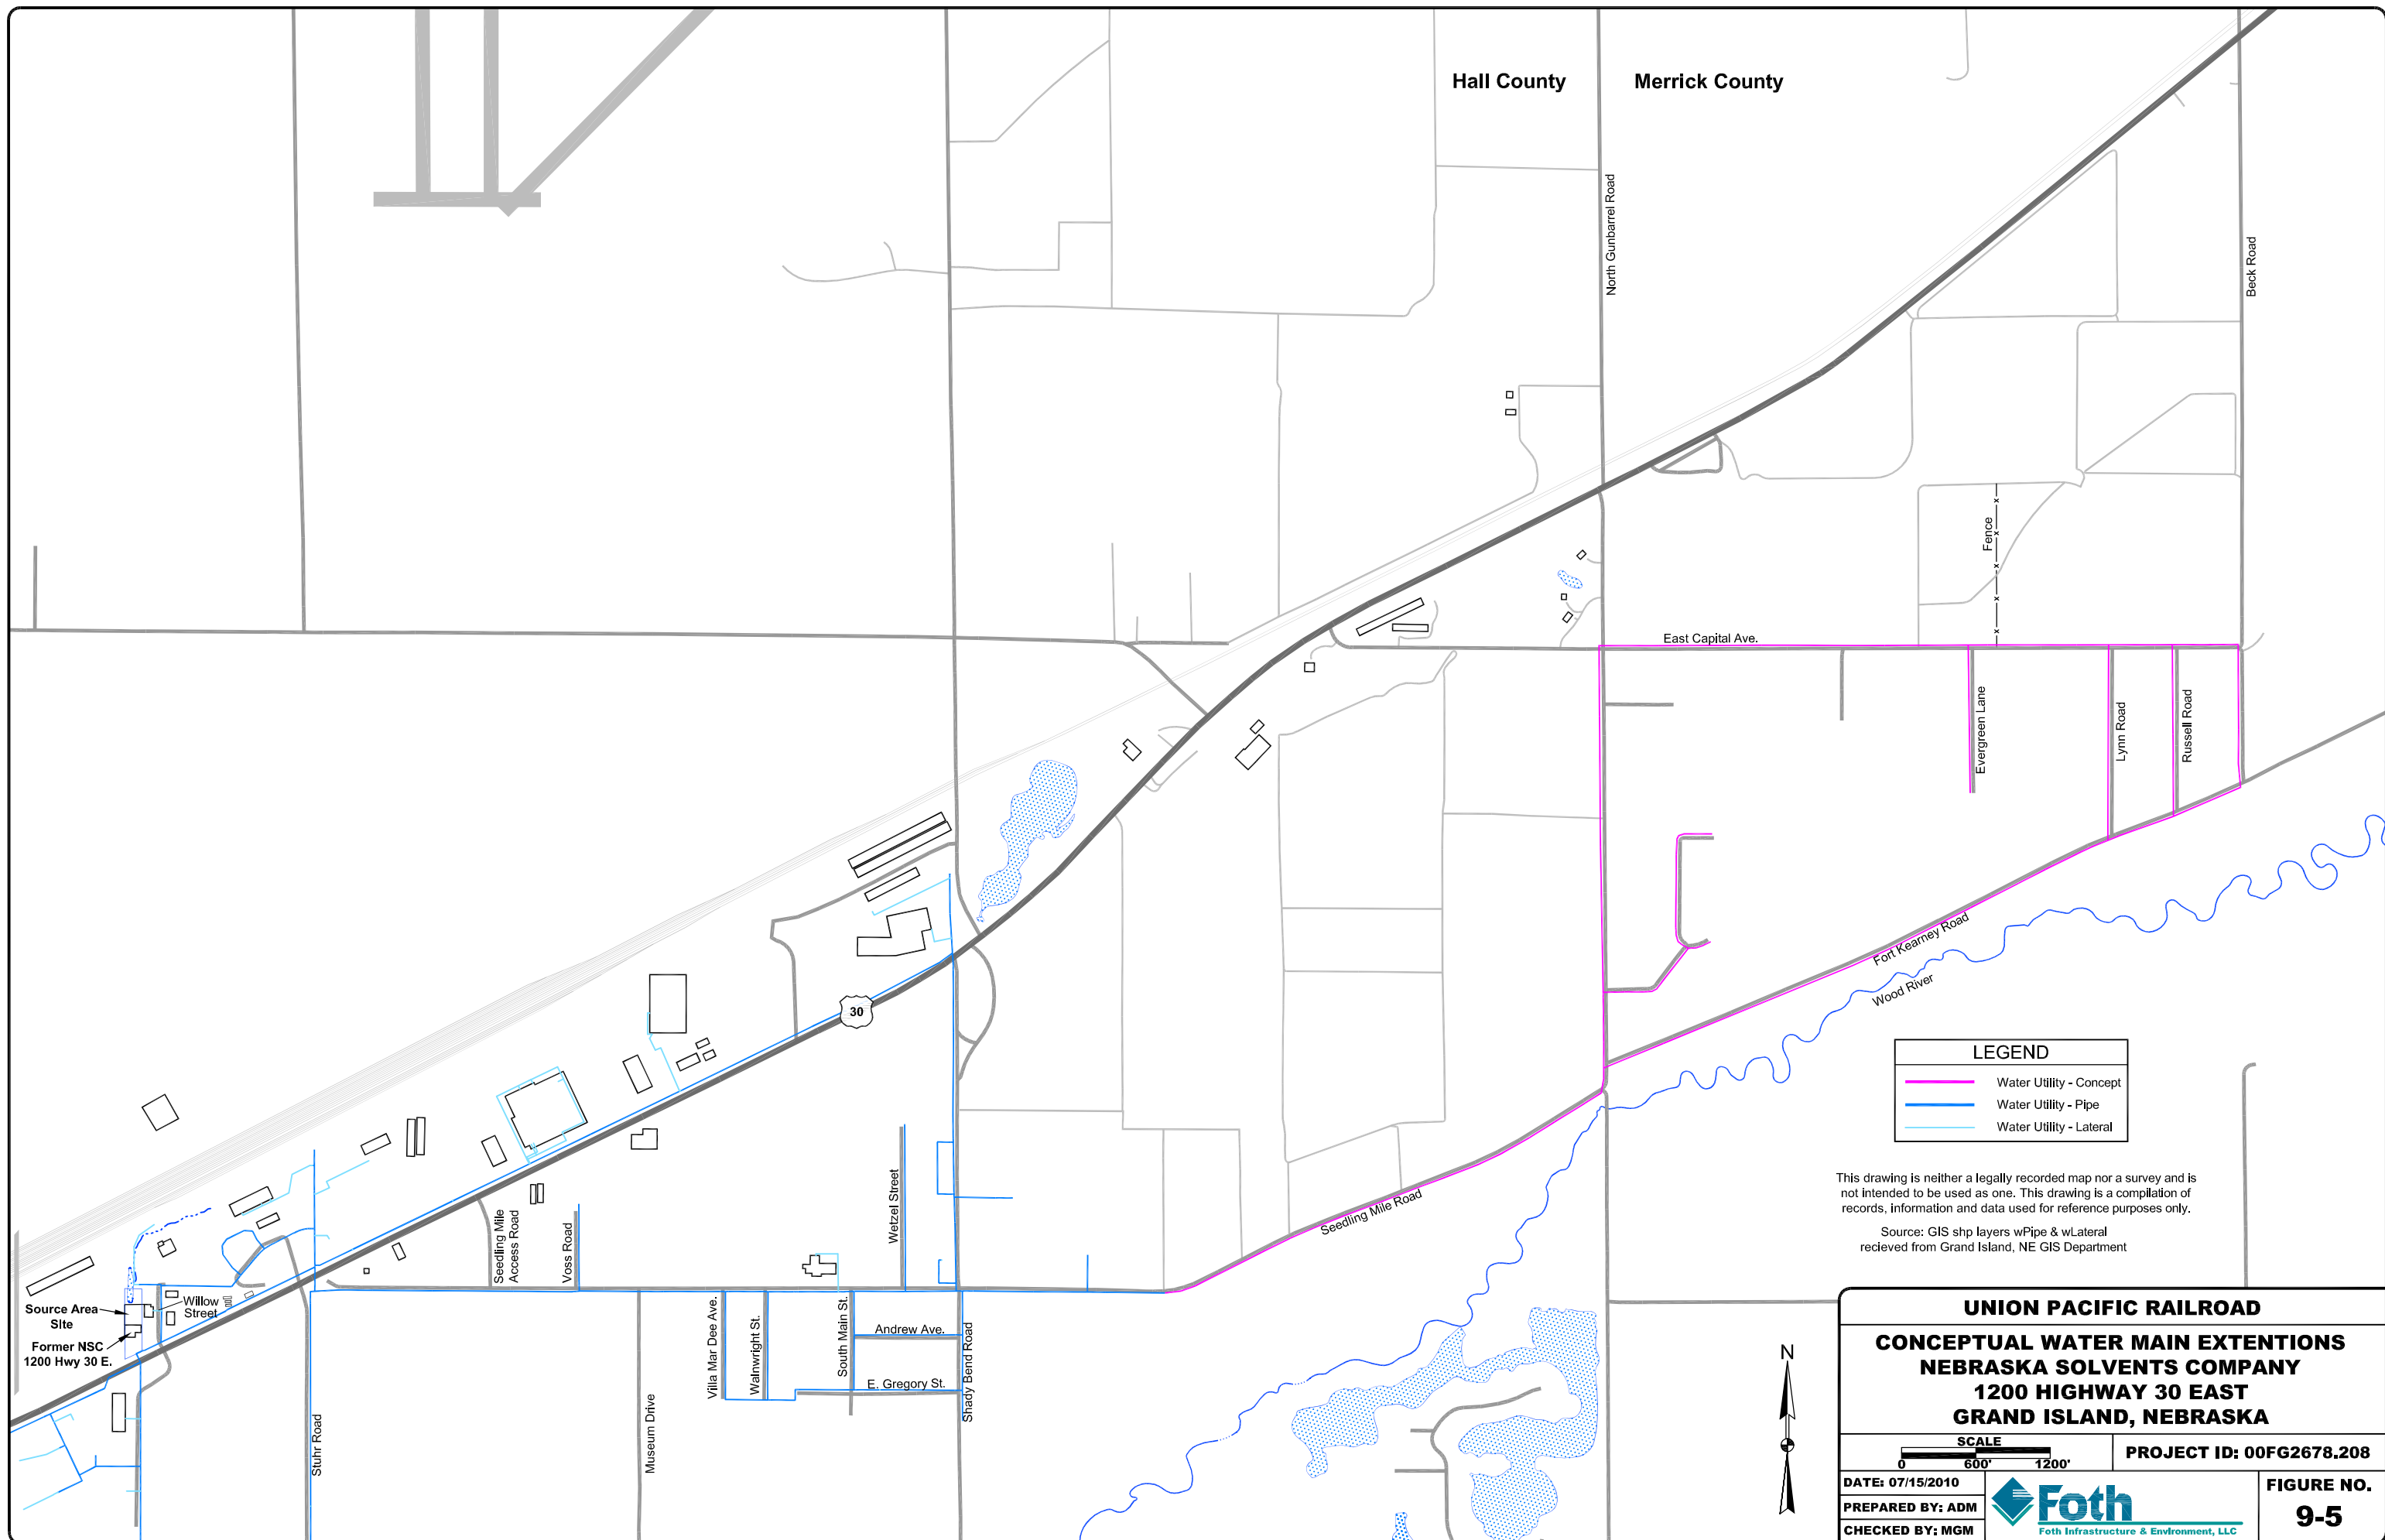 Hall County
Merrick County
North Gunbarrel Road
Beck Road
Fence
East Capital Ave.
Evergreen Lane
Lynn Road
Russell Road
Fort Kearney Road
Wood River
30
Seedling Mile Road
Wetzel Street
Seedling Mile
Access Road
Voss Road
Source Area
Site
Willow
Street
Former NSC
1200 Hwy 30 E.
Stuhr Road
Museum Drive
Villa Mar Dee Ave.
Walnwright St.
South Main St.
Andrew Ave.
E. Gregory St.
Shady Bend Road
LEGEND
Water Utility - Concept
Water Utility - Pipe
Water Utility - Lateral
This drawing is neither a legally recorded map nor a survey and is
not intended to be used as one. This drawing is a compilation of
records, information and data used for reference purposes only.
Source: GIS shp layers wPipe & wLateral
recieved from Grand Island, NE GIS Department
N
UNION PACIFIC RAILROAD
CONCEPTUAL WATER MAIN EXTENTIONS
NEBRASKA SOLVENTS COMPANY
1200 HIGHWAY 30 EAST
GRAND ISLAND, NEBRASKA
SCALE
0 600' 1200'
PROJECT ID: 00FG2678.208
DATE: 07/15/2010
PREPARED BY: ADM
CHECKED BY: MGM
Foth
Foth Infrastructure & Environment, LLC
FIGURE NO.
9-5